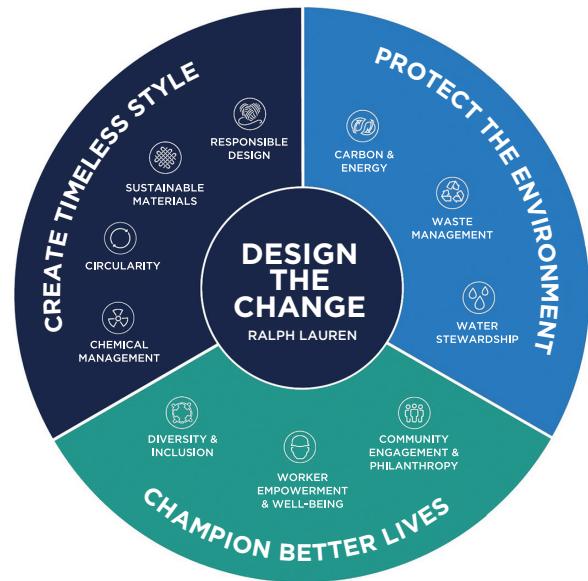 CREATE TIMELESS STYLE
RESPONSIBLE
DESIGN
SUSTAINABLE
MATERIALS
CIRCULARITY
CHEMICAL
MANAGEMENT
PROTECT THE ENVIRONMENT
CARBON &
ENERGY
WASTE
MANAGEMENT
WATER
STEWARDSHIP
DESIGN
THE
CHANGE
RALPH LAUREN
DIVERSITY &
INCLUSION
WORKER
EMPOWERMENT
& WELL-BEING
COMMUNITY
ENGAGEMENT &
PHILANTHROPY
CHAMPION BETTER LIVES